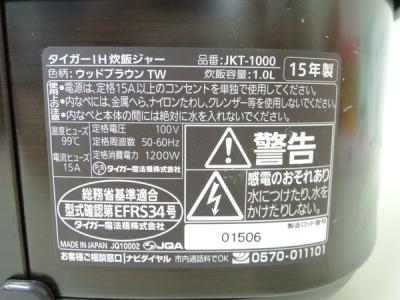 タイガーIH炊飯ジャー 品番:JKT-1000
色柄: ウッドブラウン TW 炊飯容量:1.0L 15年製
使用上の注意
●電源は、定格15A以上のコンセントを単独で使用してください。
●内なべには、金属へら、ナイロンたわし、クレンザー等を使用しないでください。
●内なべと本体の間には絶対に水を入れないでください。
温度ヒューズ 99℃
電流ヒューズ 15A
定格電圧 100V
定格周波数 50-60Hz
定格消費電力 1200W
タイガー魔法瓶株式会社
総務省基準適合
型式確認第EFRS34号
タイガー魔法瓶株式会社
MADE IN JAPAN JQ10002 JQA
警告
感電のおそれあり
水につけたり、水を
かけたりしない
製造ロット番号
01506
お客様ご相談窓口 ナビダイヤル 市内通話料でOK 0570-011101